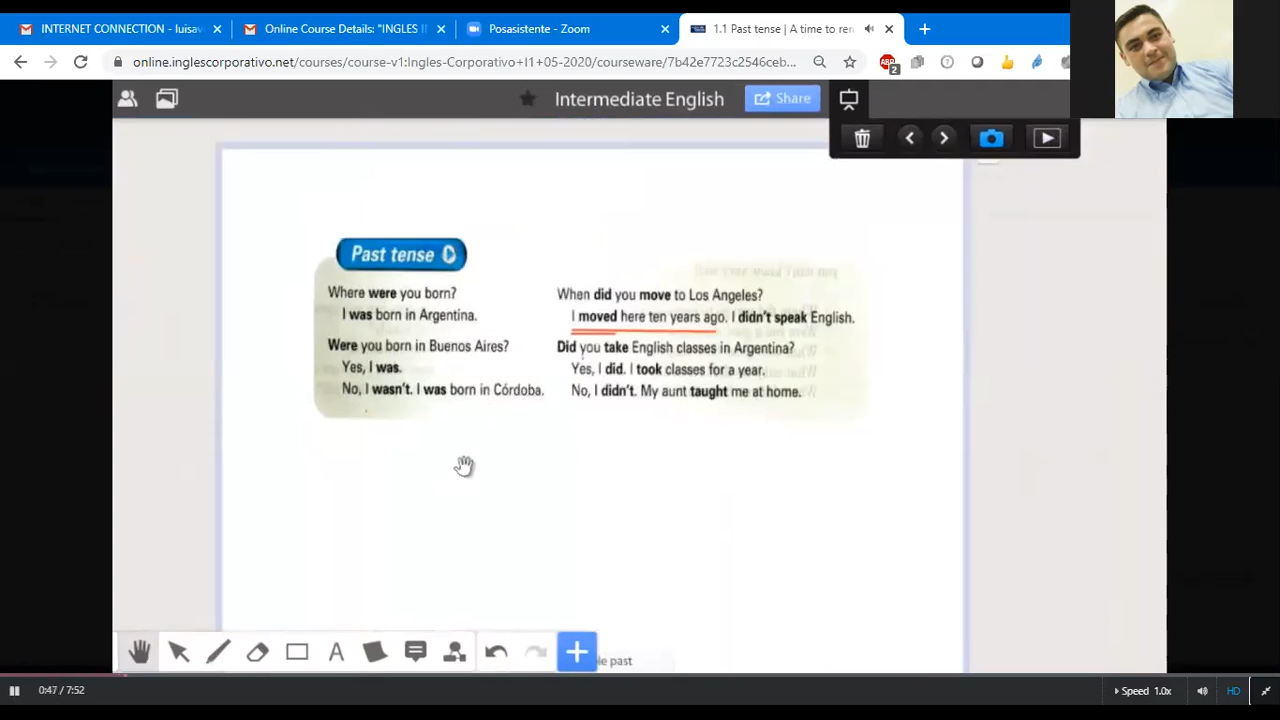 INTERNET CONNECTION - luisav
Online Course Details: "INGLES II
Posasistente - Zoom
1.1 Past tense | A time to ren
online.inglescorporativo.net/courses/course-v1:Ingles-Corporativo+I1+05-2020/courseware/7b42e7723c2546ceb...
ABP
2
Intermediate English
Share
Past tense
Where were you born?
I was born in Argentina.
Were you born in Buenos Aires?
Yes, I was.
No, I wasn't. I was born in Córdoba.
When did you move to Los Angeles?
I moved here ten years ago. I didn't speak English.
Did you take English classes in Argentina?
Yes, I did. I took classes for a year.
No, I didn't. My aunt taught me at home.
A
le past
0:47 / 7:52
Speed 1.0x
HD